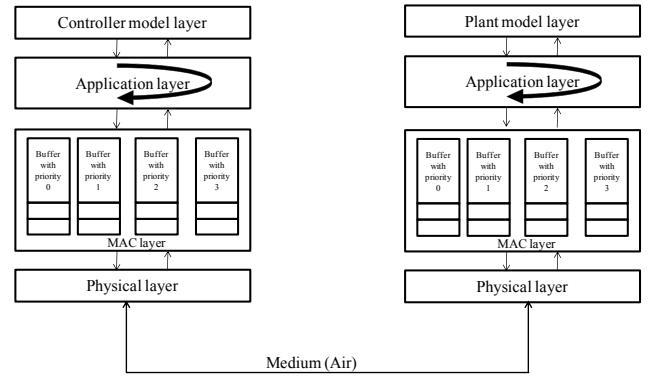 Controller model layer
Application layer
Buffer
with
priority
0
Buffer
with
priority
1
Buffer
with
priority
2
Buffer
with
priority
3
MAC layer
Physical layer
Plant model layer
Application layer
Buffer
with
priority
0
Buffer
with
priority
1
Buffer
with
priority
2
Buffer
with
priority
3
MAC layer
Physical layer
Medium (Air)